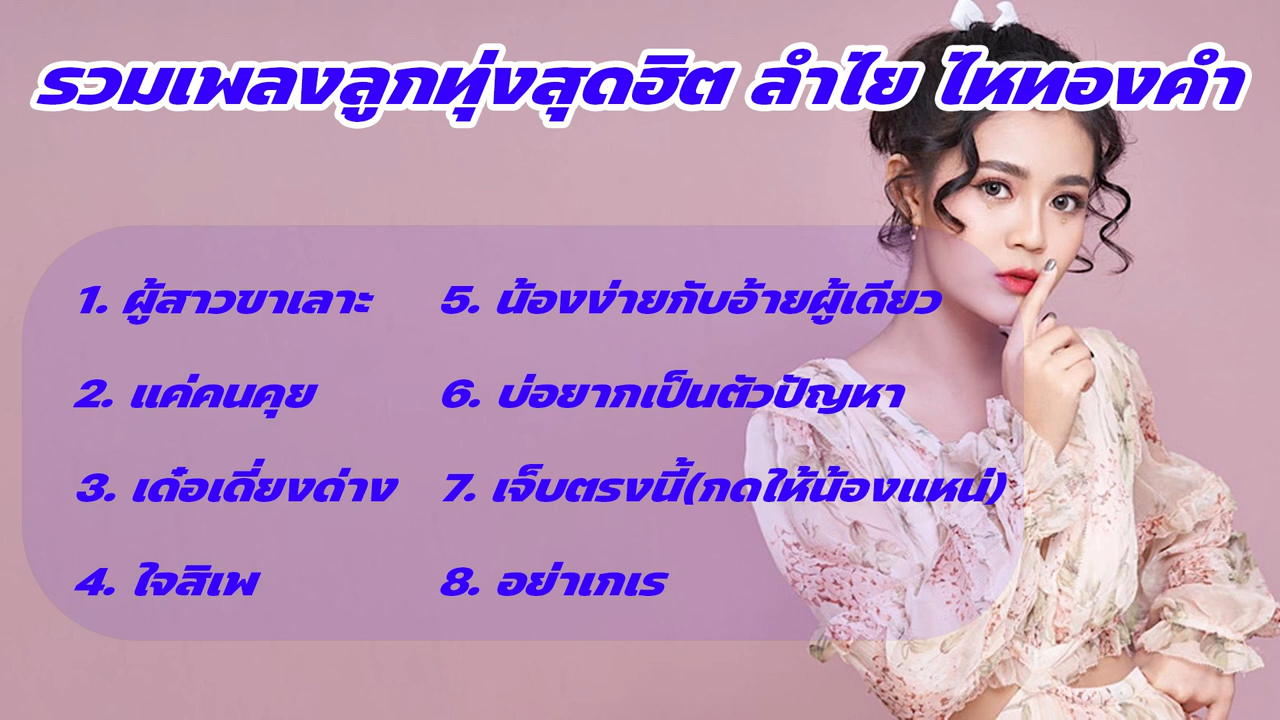 รวมเพลงลูกทุ่งสุดฮิต ลำไย ไหทองคำ
1. ผู้สาวขาเลาะ
2. แค่คนคุย
3. เด๋อเดี่ยงด่าง
4. ใจสิเพ
5. น้องง่ายกับอ้ายผู้เดียว
6. บ่อยากเป็นตัวปัญหา
7. เจ็บตรงนี้(กดให้น้องแหน่)
8. อย่าเกเร